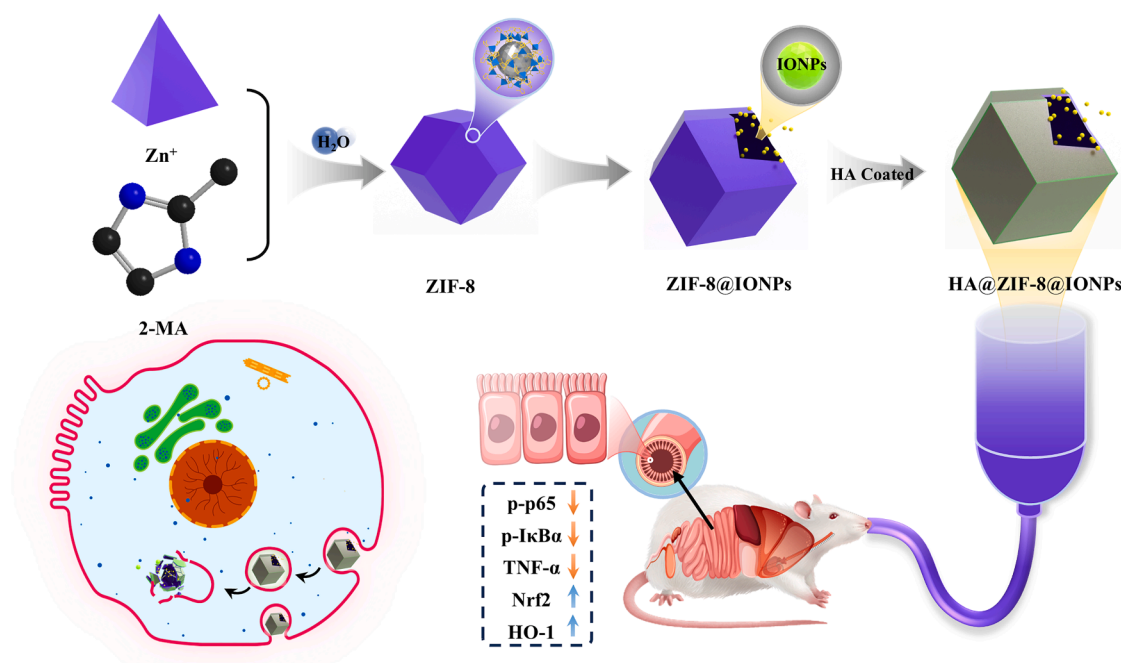 Zn⁺
2-MA
H₂O
ZIF-8
IONPs
ZIF-8@IONPs
HA Coated
HA@ZIF-8@IONPs
p-p65
p-IκBα
TNF-α
Nrf2
HO-1